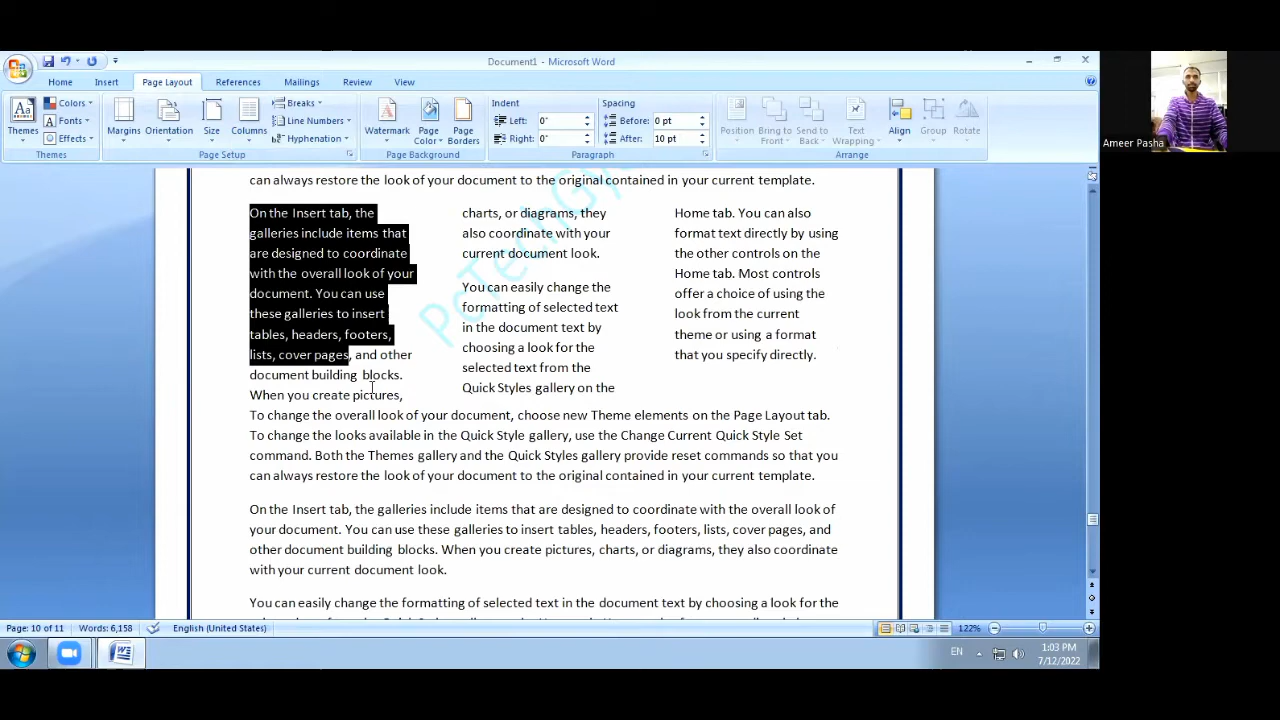 Document1 - Microsoft Word
Home Insert Page Layout References Mailings Review View
Aa Themes Colors Fonts Effects Themes
Margins Orientation Size Columns Breaks Line Numbers Hyphenation Page Setup
Watermark Page Color Page Borders Page Background
Indent Left: 0" Right: 0" Spacing Before: 0 pt After: 10 pt Paragraph
Position Bring to Front Send to Back Text Wrapping Align Group Rotate Arrange
Ameer Pasha
can always restore the look of your document to the original contained in your current template.
On the Insert tab, the
galleries include items that
are designed to coordinate
with the overall look of your
document. You can use
these galleries to insert
tables, headers, footers,
lists, cover pages, and other
document building blocks.
When you create pictures,
charts, or diagrams, they
also coordinate with your
current document look.
You can easily change the
formatting of selected text
in the document text by
choosing a look for the
selected text from the
Quick Styles gallery on the
Home tab. You can also
format text directly by using
the other controls on the
Home tab. Most controls
offer a choice of using the
look from the current
theme or using a format
that you specify directly.
To change the overall look of your document, choose new Theme elements on the Page Layout tab.
To change the looks available in the Quick Style gallery, use the Change Current Quick Style Set
command. Both the Themes gallery and the Quick Styles gallery provide reset commands so that you
can always restore the look of your document to the original contained in your current template.
On the Insert tab, the galleries include items that are designed to coordinate with the overall look of
your document. You can use these galleries to insert tables, headers, footers, lists, cover pages, and
other document building blocks. When you create pictures, charts, or diagrams, they also coordinate
with your current document look.
You can easily change the formatting of selected text in the document text by choosing a look for the
Page: 10 of 11 Words: 6,158 English (United States) 122%
EN 1:03 PM
7/12/2022